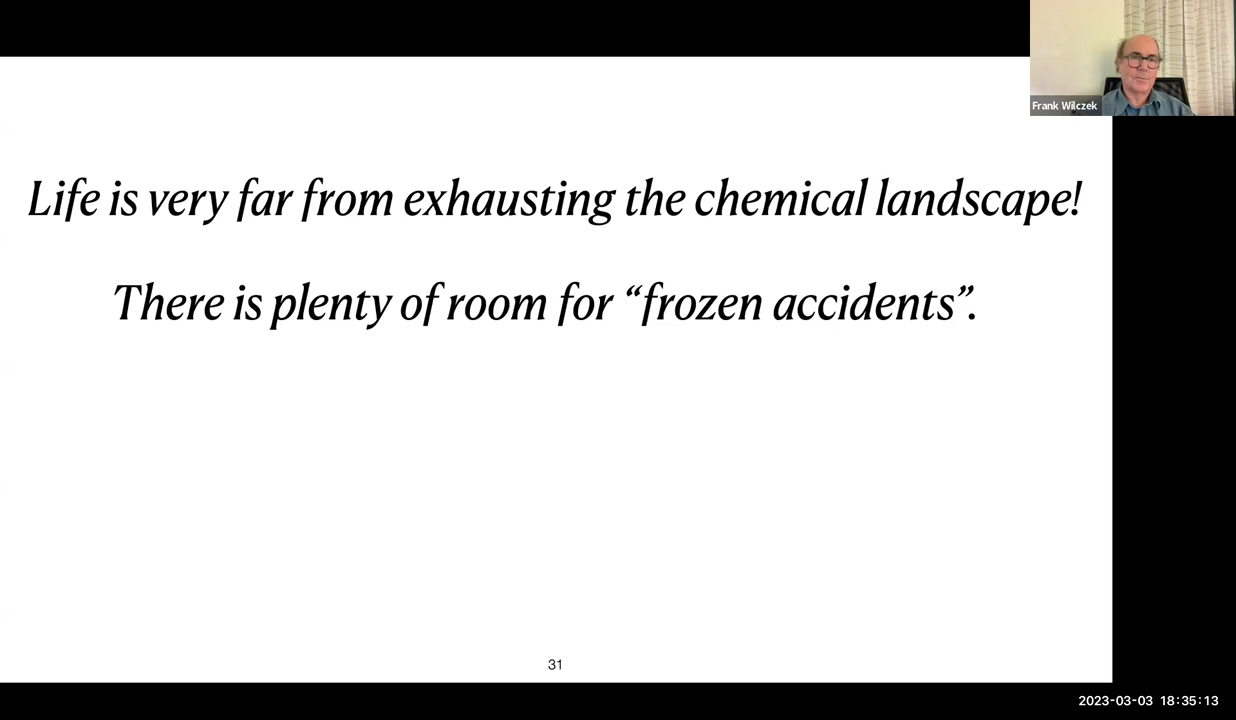 Frank Wilczek
Life is very far from exhausting the chemical landscape!
There is plenty of room for “frozen accidents”.
31
2023-03-03 18:35:13